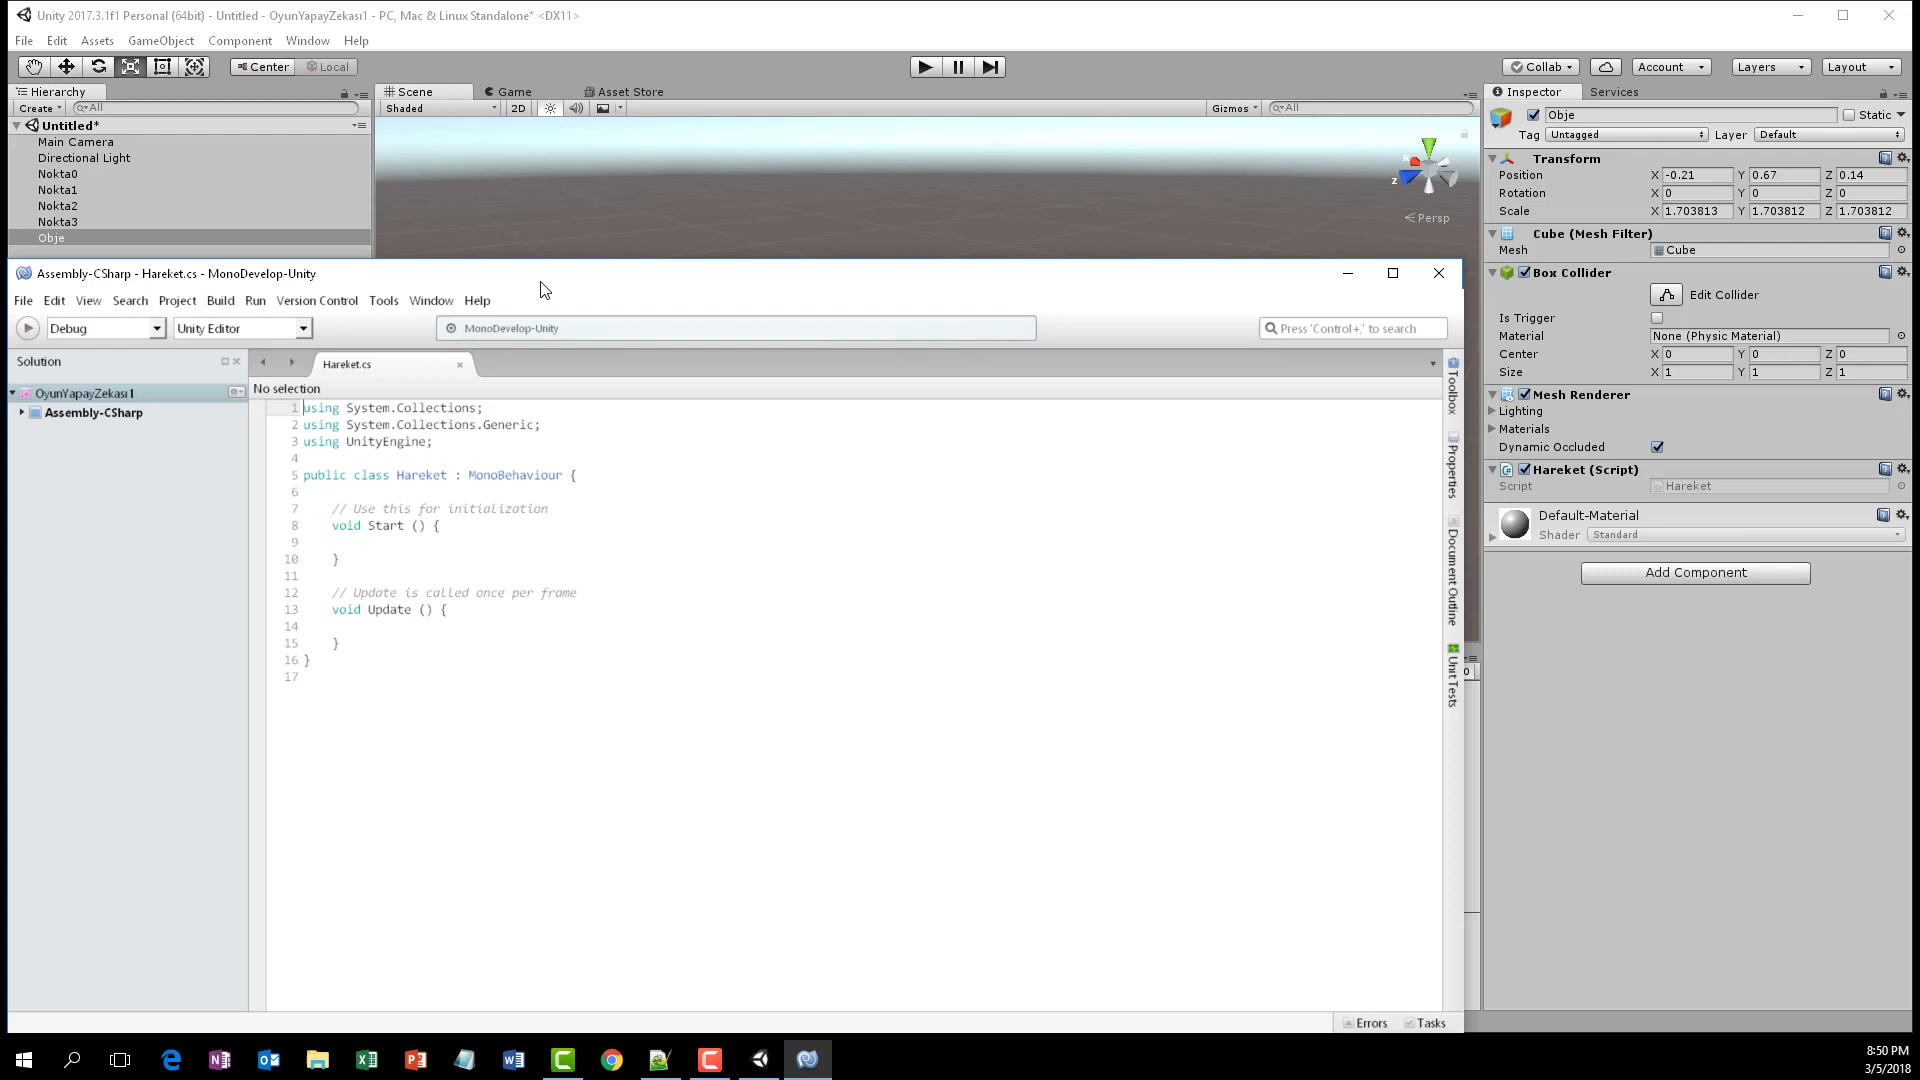 Unity 2017.3.1f1 Personal (64bit) - Untitled - OyunYapayZekası1 - PC, Mac & Linux Standalone* <DX11>
File Edit Assets GameObject Component Window Help
Center Local
Collab Account Layers Layout
Hierarchy
Scene Game Asset Store
Inspector Services
Create All
Shaded 2D Gizmos All
Untitled*
Main Camera
Directional Light
Nokta0
Nokta1
Nokta2
Nokta3
Obje
x
z
Persp
Obje Static
Tag Untagged Layer Default
Transform
Position X -0.21 Y 0.67 Z 0.14
Rotation X 0 Y 0 Z 0
Scale X 1.703813 Y 1.703812 Z 1.703812
Cube (Mesh Filter)
Mesh Cube
Box Collider
Edit Collider
Is Trigger
Material None (Physic Material)
Center X 0 Y 0 Z 0
Size X 1 Y 1 Z 1
Mesh Renderer
Lighting
Materials
Dynamic Occluded
Hareket (Script)
Script Hareket
Default-Material
Shader Standard
Add Component
Assembly-CSharp - Hareket.cs - MonoDevelop-Unity
File Edit View Search Project Build Run Version Control Tools Window Help
Debug Unity Editor MonoDevelop-Unity Press 'Control+,' to search
Solution
OyunYapayZekası1
Assembly-CSharp
Hareket.cs
No selection
1 using System.Collections;
2 using System.Collections.Generic;
3 using UnityEngine;
4
5 public class Hareket : MonoBehaviour {
6
7 // Use this for initialization
8 void Start () {
9
10 }
11
12 // Update is called once per frame
13 void Update () {
14
15 }
16 }
17
Toolbox
Properties
Document Outline
Unit Tests
0
Errors Tasks
8:50 PM
3/5/2018